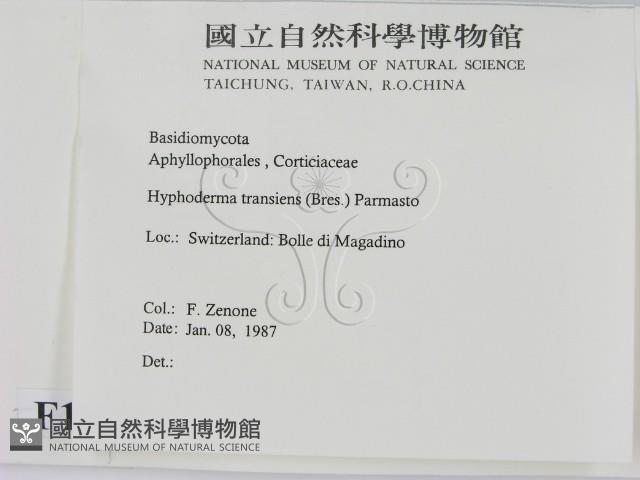 國立自然科學博物館
NATIONAL MUSEUM OF NATURAL SCIENCE
TAICHUNG, TAIWAN, R.O.CHINA
Basidiomycota
Aphyllophorales , Corticiaceae
Hyphoderma transiens (Bres.) Parmasto
Loc.: Switzerland: Bolle di Magadino
Col.: F. Zenone
Date: Jan. 08, 1987
Det.:
F1
國立自然科學博物館
NATIONAL MUSEUM OF NATURAL SCIENCE